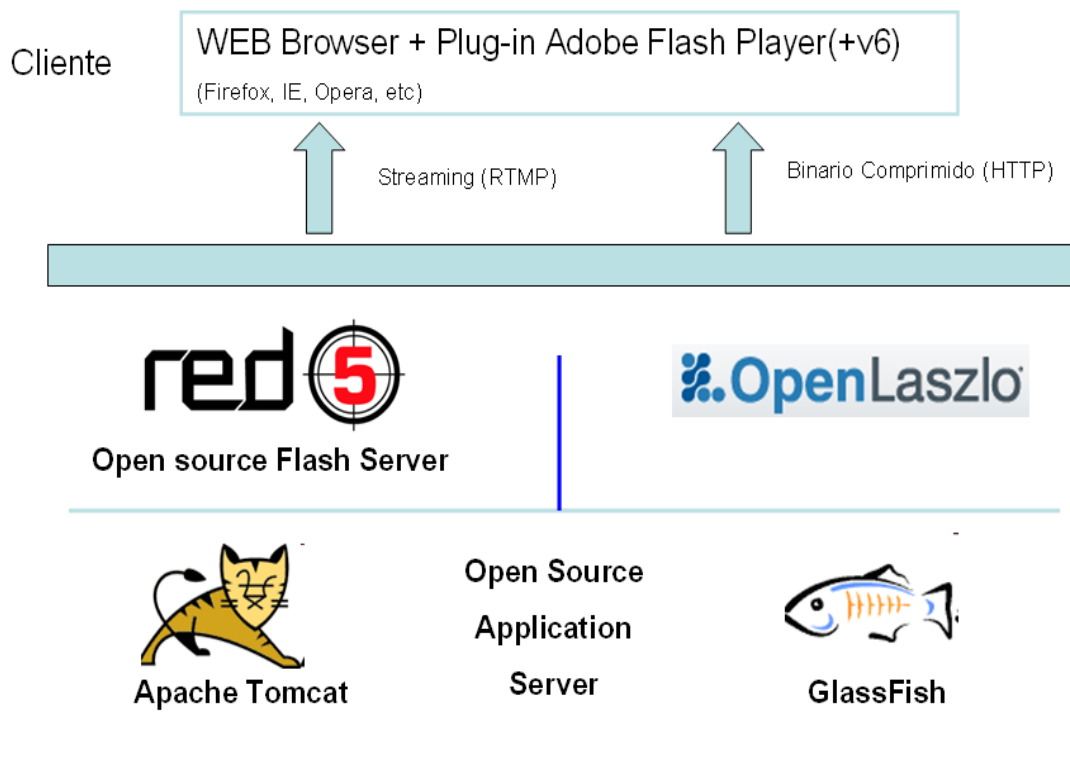 Cliente
WEB Browser + Plug-in Adobe Flash Player(+v6)
(Firefox, IE, Opera, etc)
Streaming (RTMP)
Binario Comprimido (HTTP)
red5
OpenLaszlo
Open source Flash Server
Open Source
Application
Server
Apache Tomcat
GlassFish